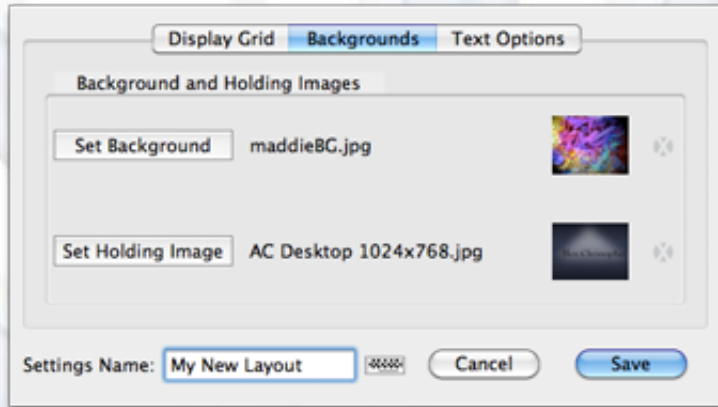 Display Grid Backgrounds Text Options
Background and Holding Images
Set Background maddieBG.jpg
Set Holding Image AC Desktop 1024x768.jpg
Settings Name: My New Layout Cancel Save